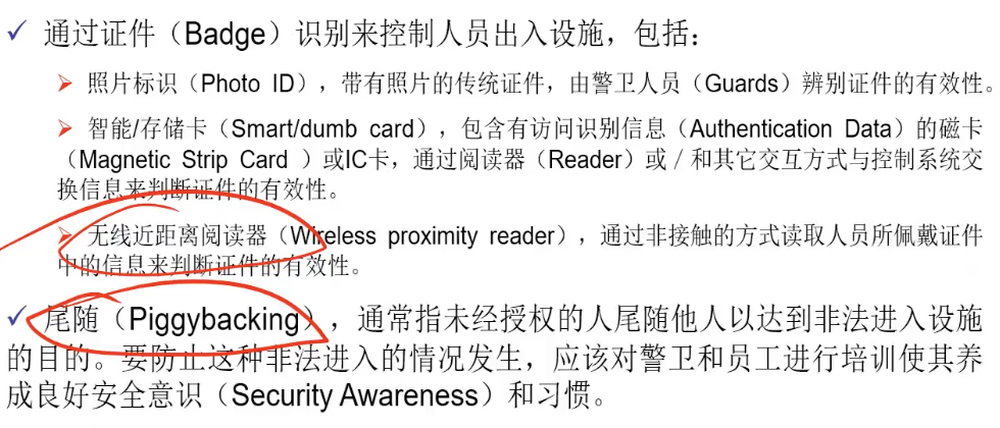 ✓ 通过证件（Badge）识别来控制人员出入设施，包括：
➢ 照片标识（Photo ID），带有照片的传统证件，由警卫人员（Guards）辨别证件的有效性。
➢ 智能/存储卡（Smart/dumb card），包含有访问识别信息（Authentication Data）的磁卡
（Magnetic Strip Card ）或IC卡，通过阅读器（Reader）或／和其它交互方式与控制系统交
换信息来判断证件的有效性。
➢ 无线近距离阅读器（Wireless proximity reader），通过非接触的方式读取人员所佩戴证件
中的信息来判断证件的有效性。
✓ 尾随（Piggybacking），通常指未经授权的人尾随他人以达到非法进入设施
的目的。要防止这种非法进入的情况发生，应该对警卫和员工进行培训使其养
成良好安全意识（Security Awareness）和习惯。